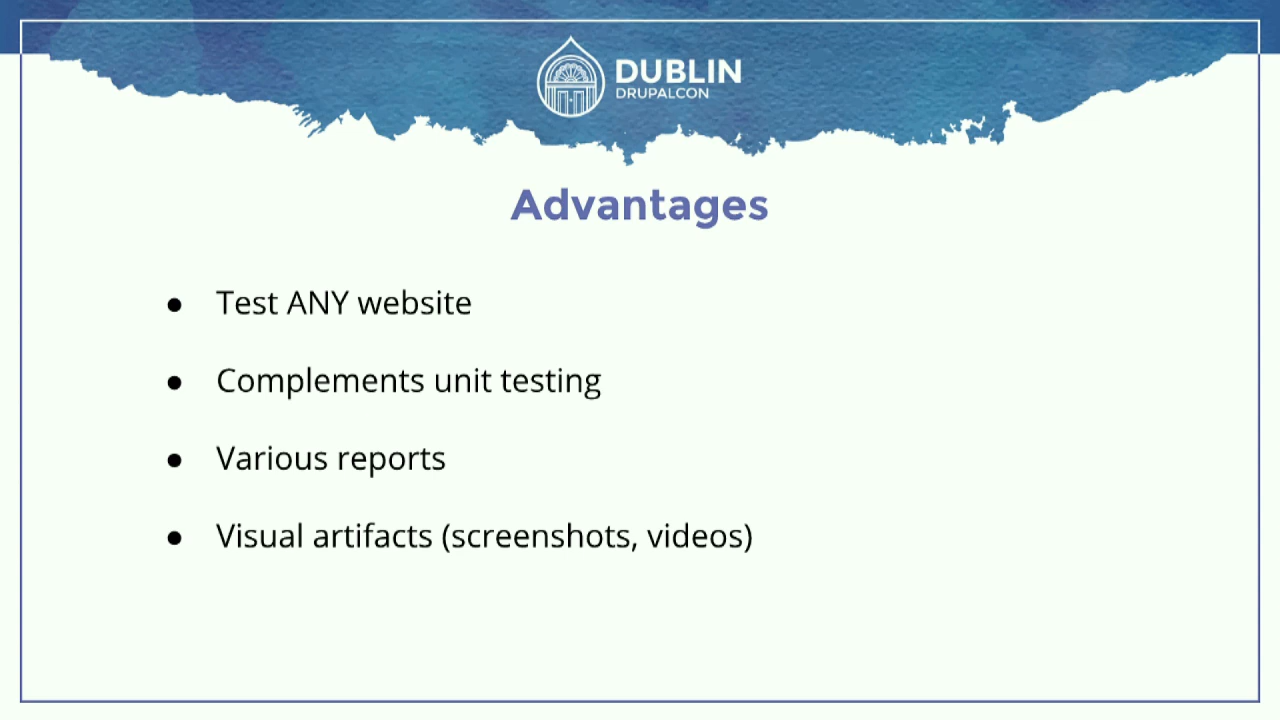 DUBLIN
DRUPALCON
Advantages
● Test ANY website
● Complements unit testing
● Various reports
● Visual artifacts (screenshots, videos)